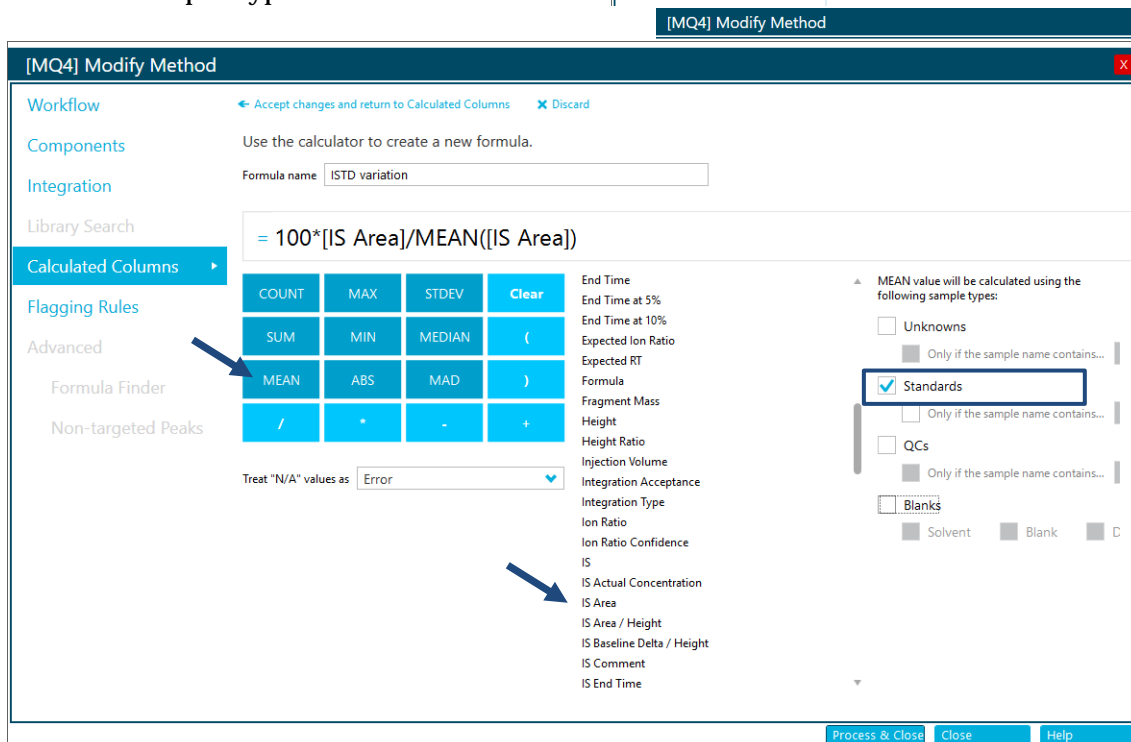 [MQ4] Modify Method
[MQ4] Modify Method
X
Workflow
Components
Integration
Library Search
Calculated Columns
Flagging Rules
Advanced
Formula Finder
Non-targeted Peaks
Accept changes and return to Calculated Columns
Discard
Use the calculator to create a new formula.
Formula name ISTD variation
= 100*[IS Area]/MEAN([IS Area])
COUNT MAX STDEV Clear
SUM MIN MEDIAN (
MEAN ABS MAD )
/ * - +
Treat "N/A" values as Error
End Time
End Time at 5%
End Time at 10%
Expected Ion Ratio
Expected RT
Formula
Fragment Mass
Height
Height Ratio
Injection Volume
Integration Acceptance
Integration Type
Ion Ratio
Ion Ratio Confidence
IS
IS Actual Concentration
IS Area
IS Area / Height
IS Baseline Delta / Height
IS Comment
IS End Time
MEAN value will be calculated using the
following sample types:
Unknowns
Only if the sample name contains...
Standards
Only if the sample name contains...
QCs
Only if the sample name contains...
Blanks
Solvent Blank D
Process & Close Close Help